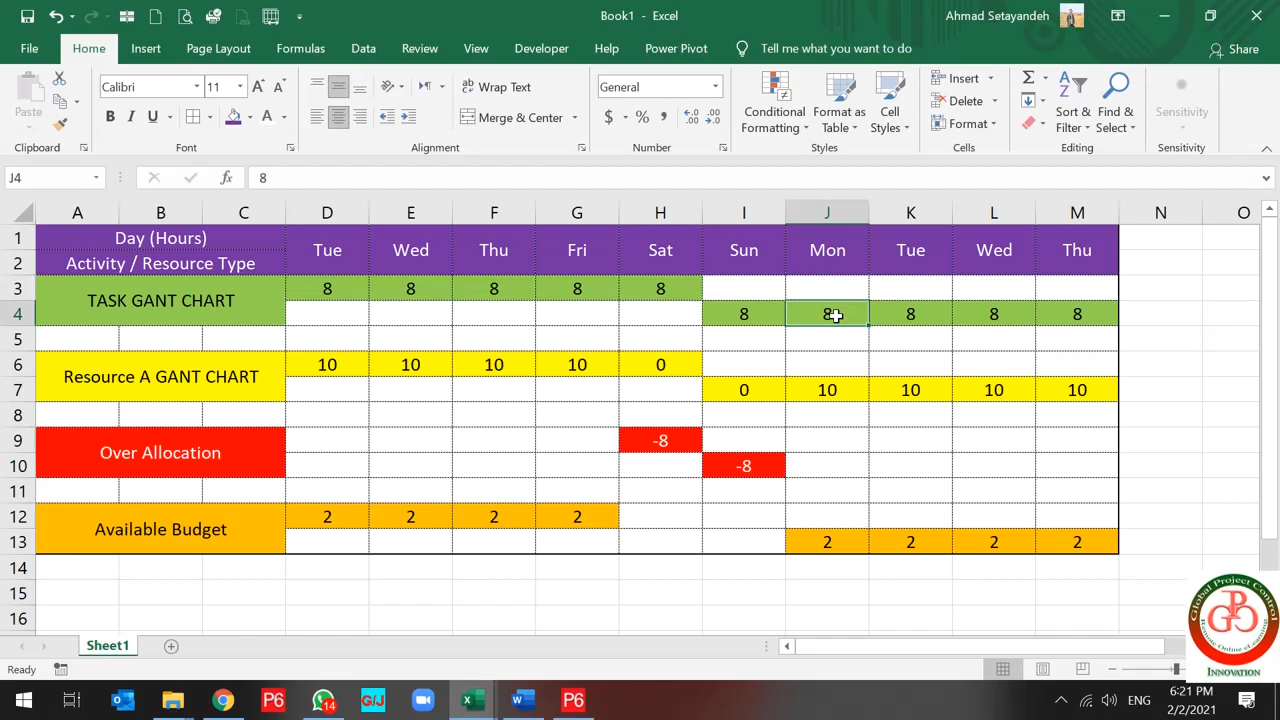 Book1 - Excel
Ahmad Setayandeh
File Home Insert Page Layout Formulas Data Review View Developer Help Power Pivot Tell me what you want to do Share
Paste
Calibri 11
B I U
Wrap Text
Merge & Center
General
$ %
Conditional Formatting
Format as Table
Cell Styles
Insert
Delete
Format
Sort & Filter
Find & Select
Sensitivity
Clipboard Font Alignment Number Styles Cells Editing Sensitivity
J4 fx 8
A B C D E F G H I J K L M N O
1 Day (Hours) Tue Wed Thu Fri Sat Sun Mon Tue Wed Thu
2 Activity / Resource Type
3 TASK GANT CHART 8 8 8 8 8
4 8 8 8 8 8
5
6 Resource A GANT CHART 10 10 10 10 0
7 0 10 10 10 10
8
9 Over Allocation -8
10 -8
11
12 Available Budget 2 2 2 2
13 2 2 2 2
14
15
16
Global Project Control
GPC
Remote Online eLearning
INNOVATION
Sheet1
Ready
P6 14 G/J P6
ENG
6:21 PM
2/2/2021